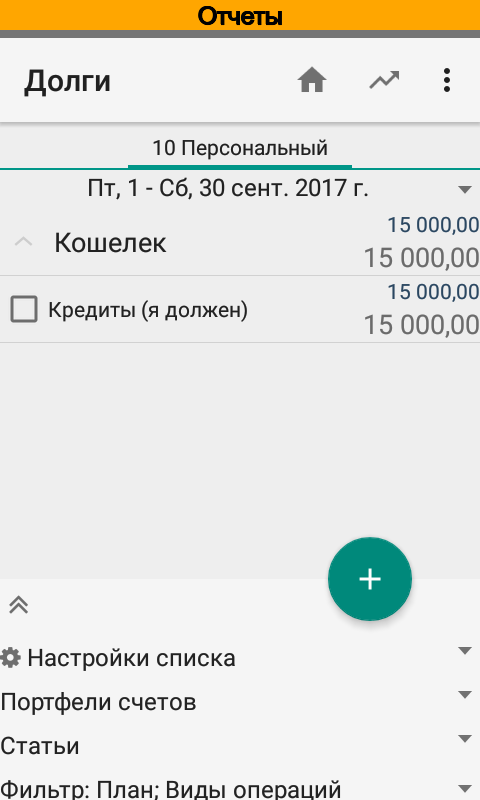 Отчеты
Долги
10 Персональный
Пт, 1 - Сб, 30 сент. 2017 г.
Кошелек
15 000,00
15 000,00
Кредиты (я должен)
15 000,00
15 000,00
Настройки списка
Портфели счетов
Статьи
Фильтр: План; Виды операций